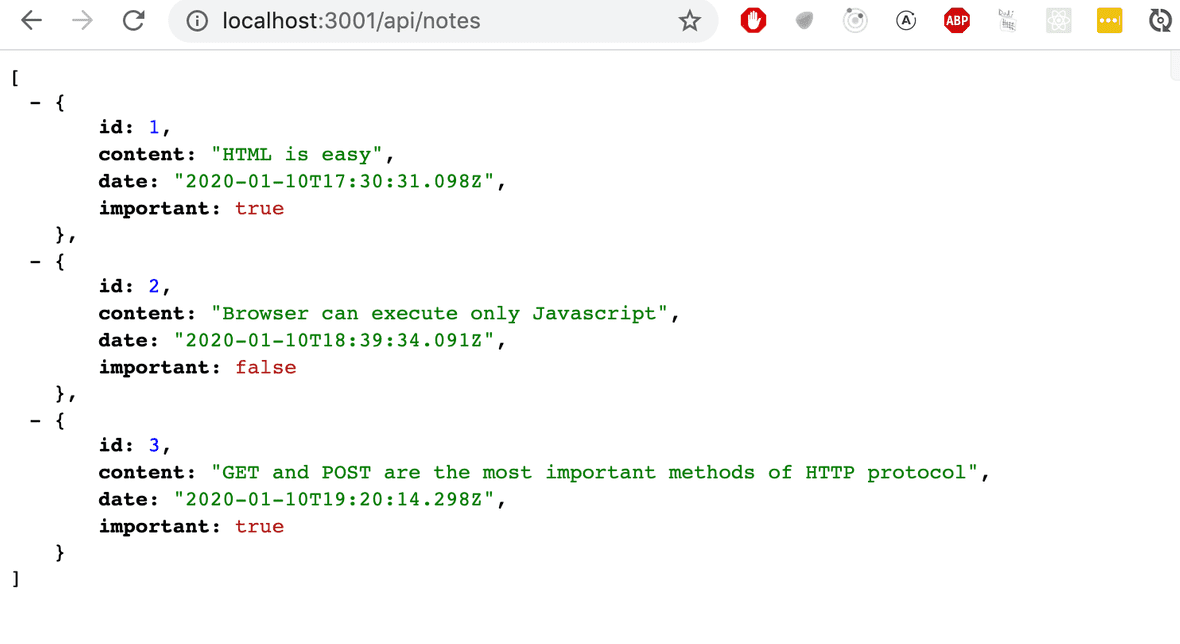 localhost:3001/api/notes
ABP
[
- {
id: 1,
content: "HTML is easy",
date: "2020-01-10T17:30:31.098Z",
important: true
},
- {
id: 2,
content: "Browser can execute only Javascript",
date: "2020-01-10T18:39:34.091Z",
important: false
},
- {
id: 3,
content: "GET and POST are the most important methods of HTTP protocol",
date: "2020-01-10T19:20:14.298Z",
important: true
}
]